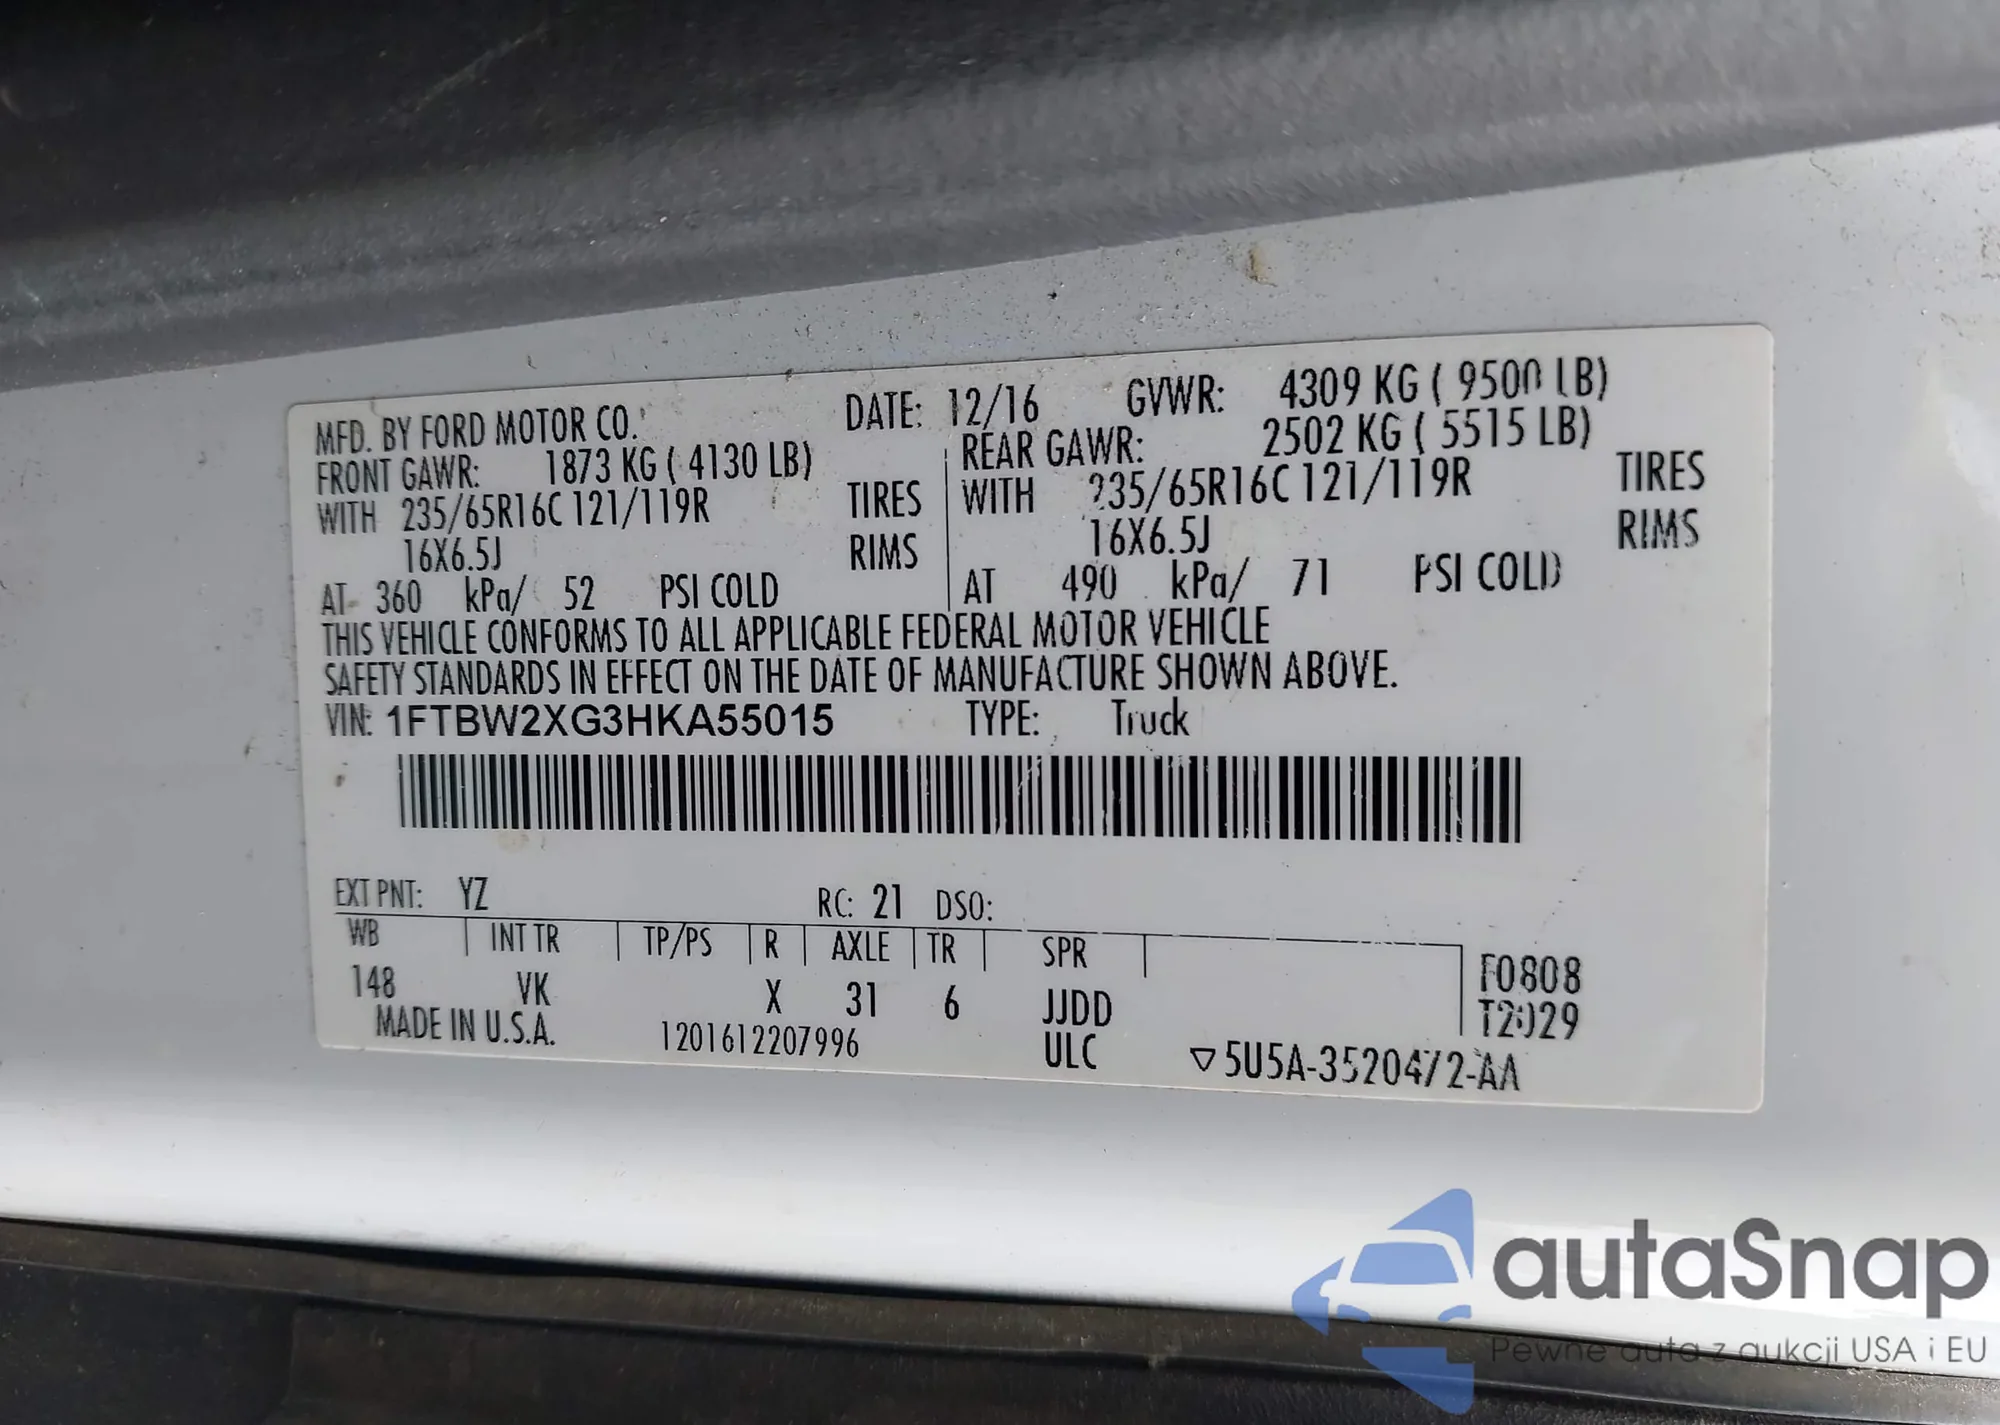 MFD. BY FORD MOTOR CO. DATE: 12/16 GVWR: 4309 KG ( 9500 LB)
FRONT GAWR: 1873 KG ( 4130 LB) REAR GAWR: 2502 KG ( 5515 LB)
WITH 235/65R16C 121/119R TIRES WITH 235/65R16C 121/119R TIRES
16X6.5J RIMS 16X6.5J RIMS
AT 360 kPa/ 52 PSI COLD AT 490 kPa/ 71 PSI COLD
THIS VEHICLE CONFORMS TO ALL APPLICABLE FEDERAL MOTOR VEHICLE
SAFETY STANDARDS IN EFFECT ON THE DATE OF MANUFACTURE SHOWN ABOVE.
VIN: 1FTBW2XG3HKA55015 TYPE: Truck
EXT PNT: YZ RC: 21 DSO:
WB INT TR TP/PS R AXLE TR SPR
148 VK X 31 6 JJDD F0808
T2029
MADE IN U.S.A. 1201612207996 ULC ▽5U5A-3520472-AA
autaSnap
Pewne auta z aukcji USA i EU